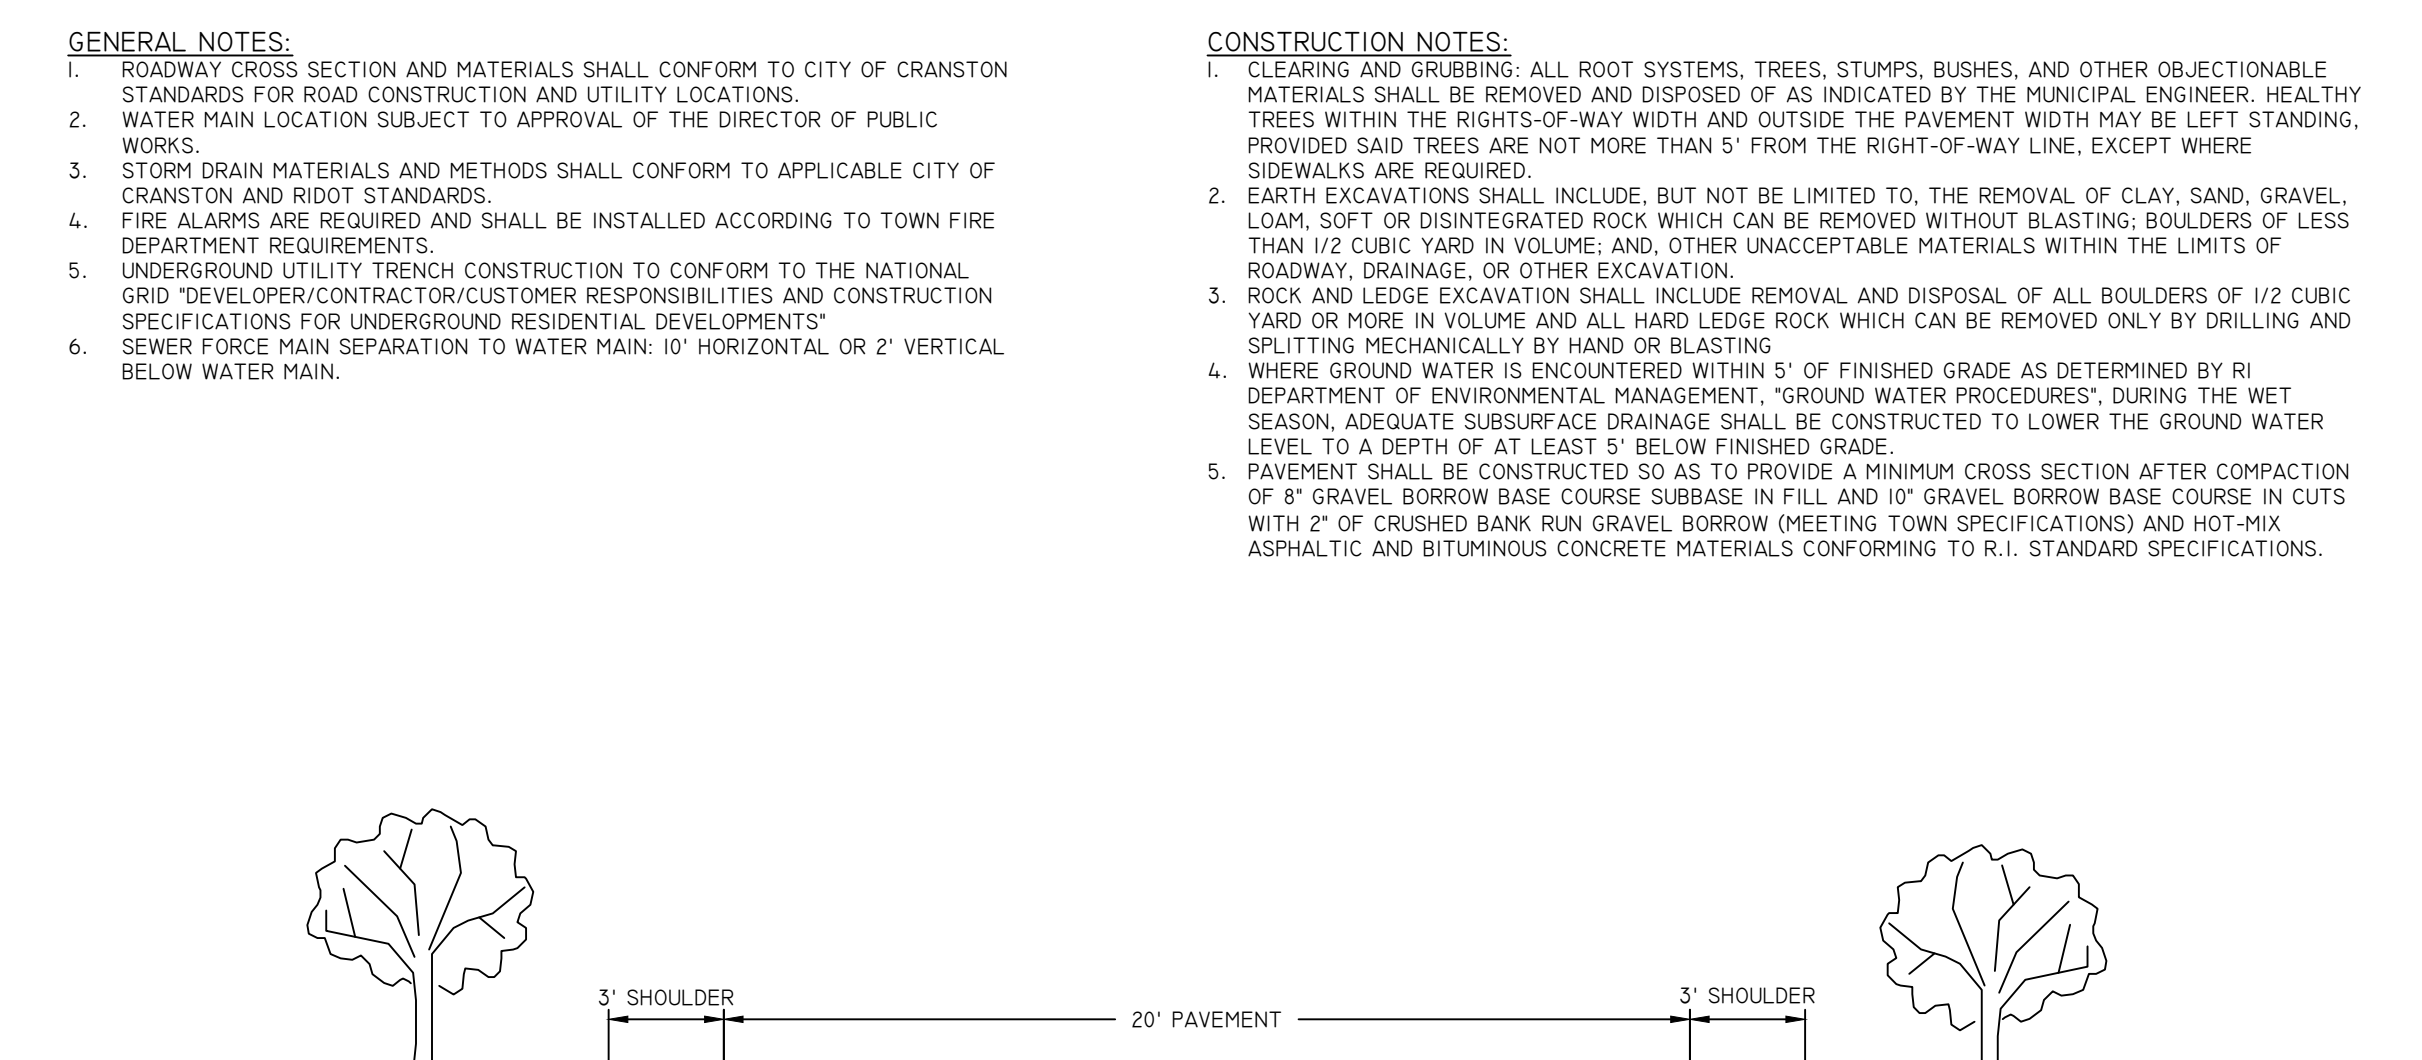 GENERAL NOTES:
1. ROADWAY CROSS SECTION AND MATERIALS SHALL CONFORM TO CITY OF CRANSTON
STANDARDS FOR ROAD CONSTRUCTION AND UTILITY LOCATIONS.
2. WATER MAIN LOCATION SUBJECT TO APPROVAL OF THE DIRECTOR OF PUBLIC
WORKS.
3. STORM DRAIN MATERIALS AND METHODS SHALL CONFORM TO APPLICABLE CITY OF
CRANSTON AND RIDOT STANDARDS.
4. FIRE ALARMS ARE REQUIRED AND SHALL BE INSTALLED ACCORDING TO TOWN FIRE
DEPARTMENT REQUIREMENTS.
5. UNDERGROUND UTILITY TRENCH CONSTRUCTION TO CONFORM TO THE NATIONAL
GRID "DEVELOPER/CONTRACTOR/CUSTOMER RESPONSIBILITIES AND CONSTRUCTION
SPECIFICATIONS FOR UNDERGROUND RESIDENTIAL DEVELOPMENTS"
6. SEWER FORCE MAIN SEPARATION TO WATER MAIN: 10' HORIZONTAL OR 2' VERTICAL
BELOW WATER MAIN.
CONSTRUCTION NOTES:
1. CLEARING AND GRUBBING: ALL ROOT SYSTEMS, TREES, STUMPS, BUSHES, AND OTHER OBJECTIONABLE
MATERIALS SHALL BE REMOVED AND DISPOSED OF AS INDICATED BY THE MUNICIPAL ENGINEER. HEALTHY
TREES WITHIN THE RIGHTS-OF-WAY WIDTH AND OUTSIDE THE PAVEMENT WIDTH MAY BE LEFT STANDING,
PROVIDED SAID TREES ARE NOT MORE THAN 5' FROM THE RIGHT-OF-WAY LINE, EXCEPT WHERE
SIDEWALKS ARE REQUIRED.
2. EARTH EXCAVATIONS SHALL INCLUDE, BUT NOT BE LIMITED TO, THE REMOVAL OF CLAY, SAND, GRAVEL,
LOAM, SOFT OR DISINTEGRATED ROCK WHICH CAN BE REMOVED WITHOUT BLASTING; BOULDERS OF LESS
THAN 1/2 CUBIC YARD IN VOLUME; AND, OTHER UNACCEPTABLE MATERIALS WITHIN THE LIMITS OF
ROADWAY, DRAINAGE, OR OTHER EXCAVATION.
3. ROCK AND LEDGE EXCAVATION SHALL INCLUDE REMOVAL AND DISPOSAL OF ALL BOULDERS OF 1/2 CUBIC
YARD OR MORE IN VOLUME AND ALL HARD LEDGE ROCK WHICH CAN BE REMOVED ONLY BY DRILLING AND
SPLITTING MECHANICALLY BY HAND OR BLASTING
4. WHERE GROUND WATER IS ENCOUNTERED WITHIN 5' OF FINISHED GRADE AS DETERMINED BY RI
DEPARTMENT OF ENVIRONMENTAL MANAGEMENT, "GROUND WATER PROCEDURES", DURING THE WET
SEASON, ADEQUATE SUBSURFACE DRAINAGE SHALL BE CONSTRUCTED TO LOWER THE GROUND WATER
LEVEL TO A DEPTH OF AT LEAST 5' BELOW FINISHED GRADE.
5. PAVEMENT SHALL BE CONSTRUCTED SO AS TO PROVIDE A MINIMUM CROSS SECTION AFTER COMPACTION
OF 8" GRAVEL BORROW BASE COURSE SUBBASE IN FILL AND 10" GRAVEL BORROW BASE COURSE IN CUTS
WITH 2" OF CRUSHED BANK RUN GRAVEL BORROW (MEETING TOWN SPECIFICATIONS) AND HOT-MIX
ASPHALTIC AND BITUMINOUS CONCRETE MATERIALS CONFORMING TO R.I. STANDARD SPECIFICATIONS.
3' SHOULDER
20' PAVEMENT
3' SHOULDER